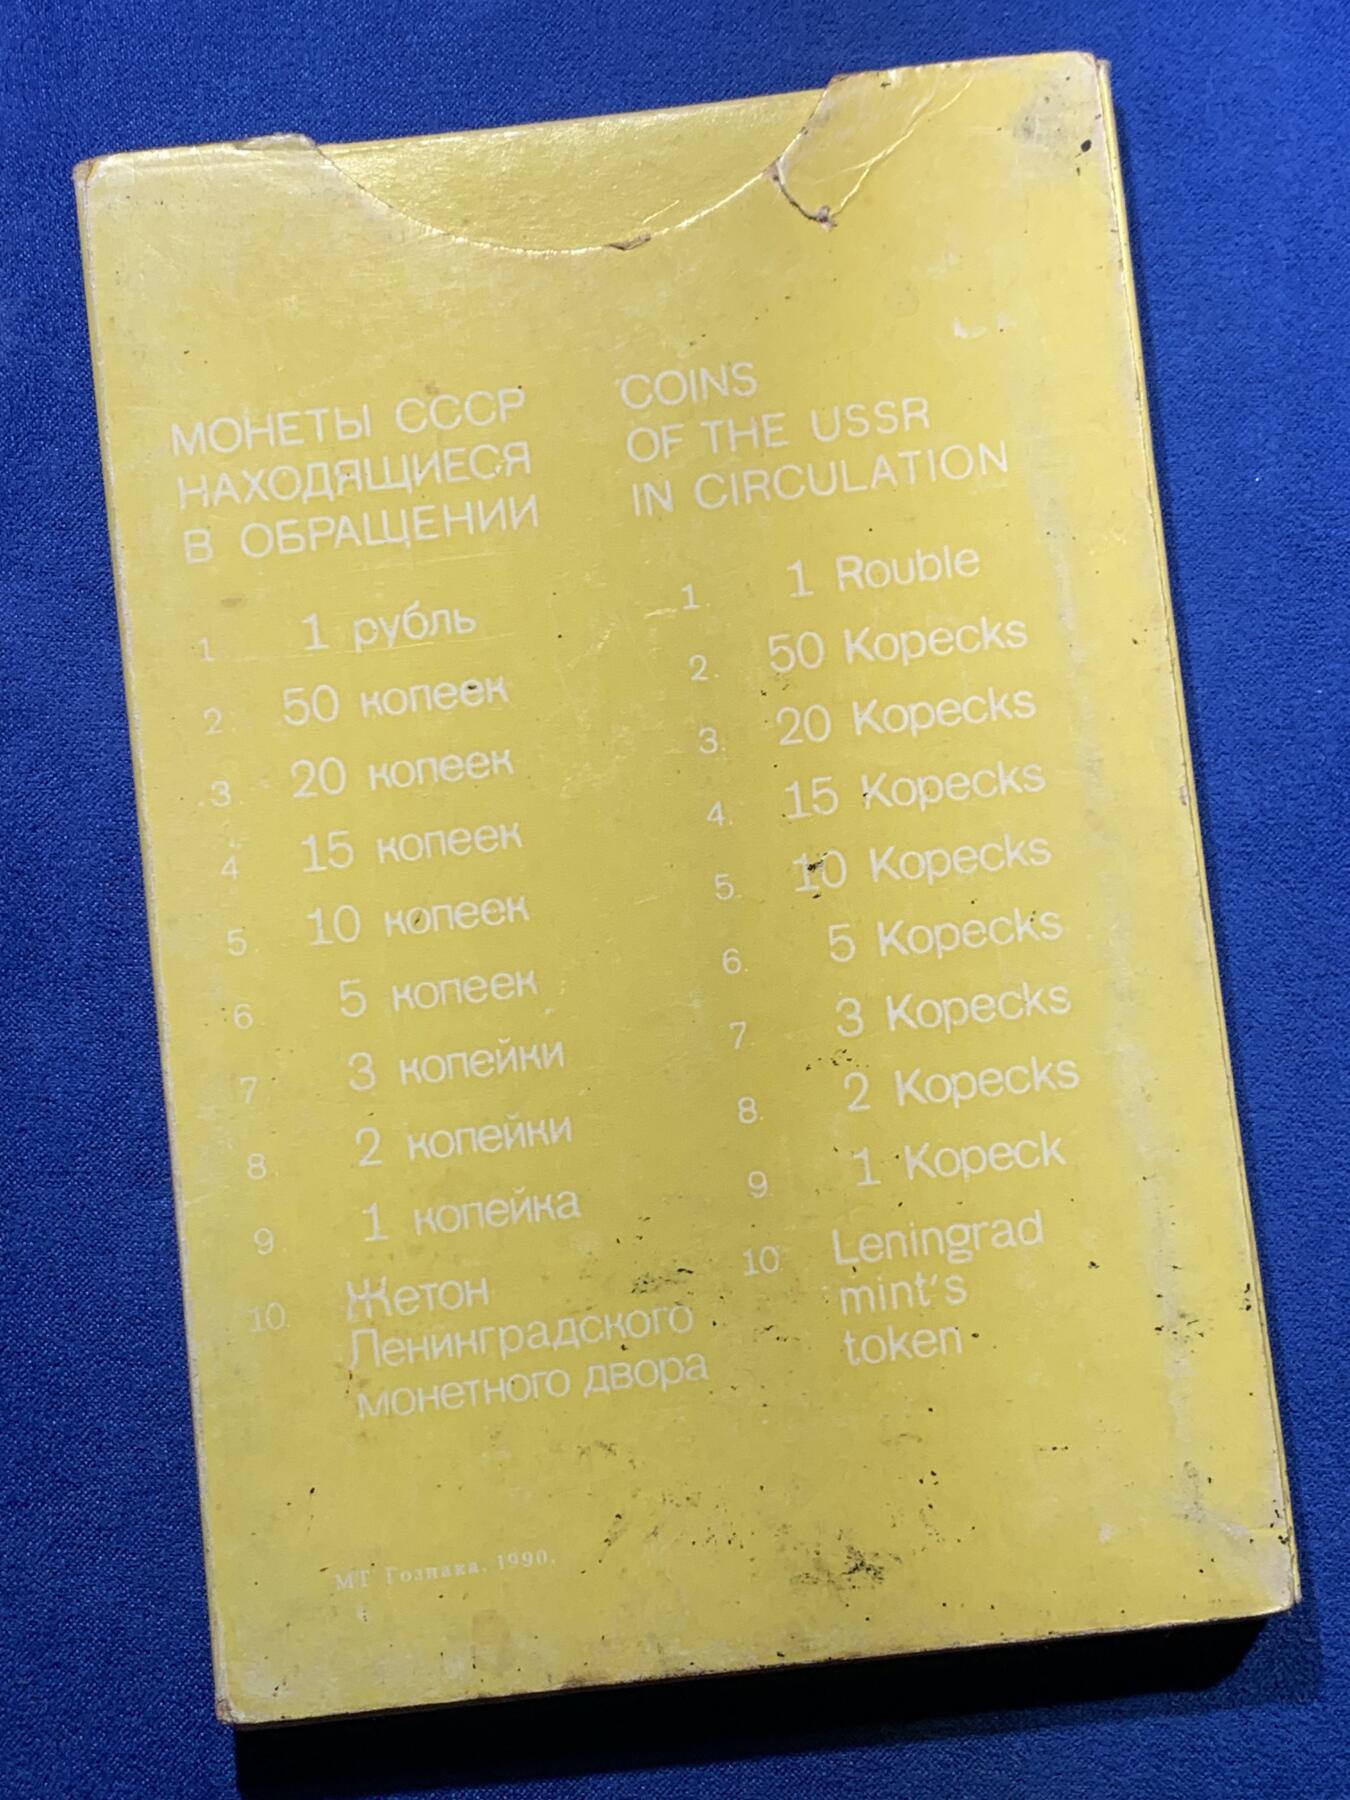 МОНЕТЫ СССР
НАХОДЯЩИЕСЯ
В ОБРАЩЕНИИ
1 1 рубль
2. 50 копеек
3 20 копеек
4 15 копеек
5. 10 копеек
6 5 копеек
7 3 копейки
8. 2 копейки
9. 1 копейка
10. Жетон
Ленинградского
монетного двора
COINS
OF THE USSR
IN CIRCULATION
1. 1 Rouble
2. 50 Kopecks
3. 20 Kopecks
4. 15 Kopecks
5. 10 Kopecks
6. 5 Kopecks
7. 3 Kopecks
8. 2 Kopecks
9. 1 Kopeck
10. Leningrad
mint's
token
МТ Гознака. 1990.